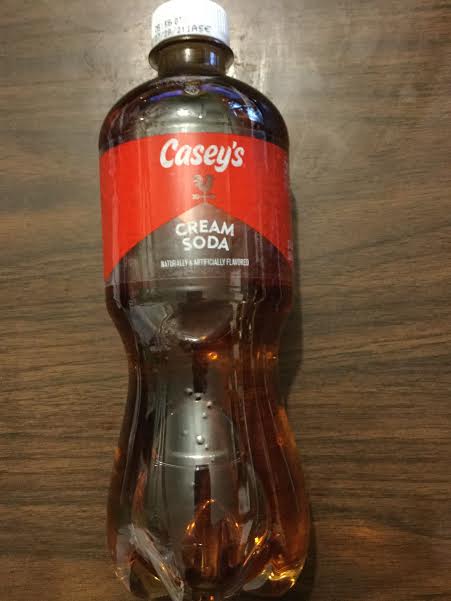 Casey's
CREAM
SODA
NATURALLY & ARTIFICIALLY FLAVORED